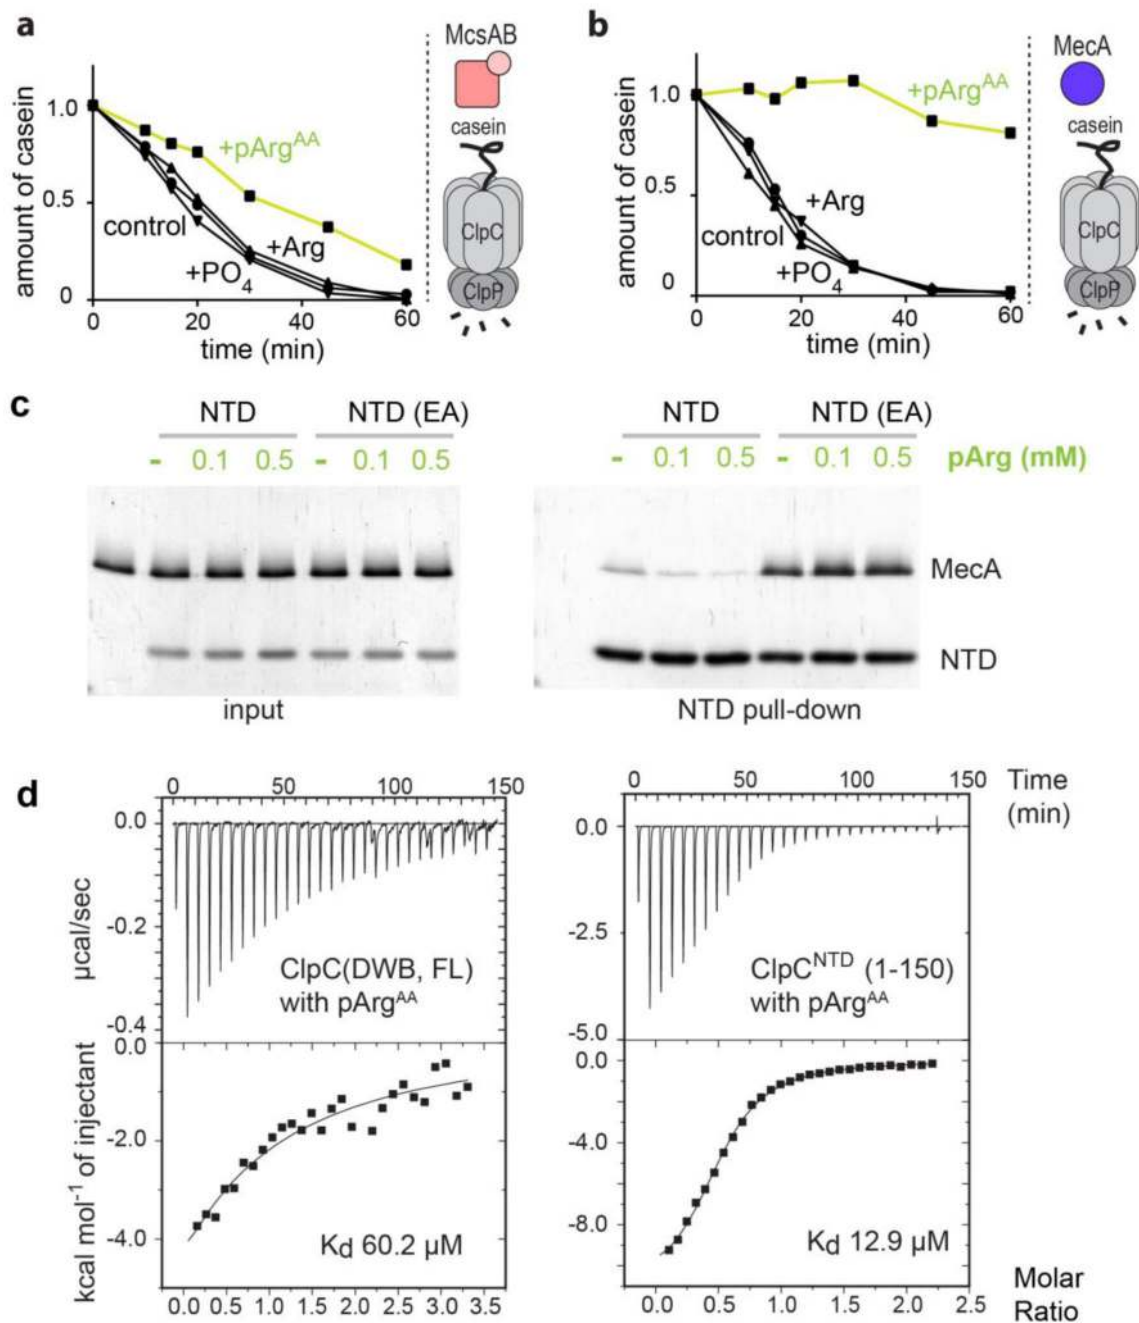 a
McsAB
amount of casein
1.0
0.5
0
+pArgAA
control
+Arg
+PO4
0 20 40 60
time (min)
casein
ClpC
ClpP
b
MecA
amount of casein
1.0
0.5
0
+pArgAA
+Arg
control
+PO4
0 20 40 60
time (min)
casein
ClpC
ClpP
c
NTD NTD (EA) NTD NTD (EA)
- 0.1 0.5 - 0.1 0.5 - 0.1 0.5 - 0.1 0.5 pArg (mM)
MecA
NTD
input NTD pull-down
d
0 50 100 150
0.0
-0.2
-0.4
µcal/sec
ClpC(DWB, FL)
with pArgAA
0.0
-2.0
-4.0
kcal mol-1 of injectant
Kd 60.2 µM
0.0 0.5 1.0 1.5 2.0 2.5 3.0 3.5
0 50 100 150 Time
(min)
0.0
-2.5
-5.0
ClpCNTD (1-150)
with pArgAA
0.0
-4.0
-8.0
Kd 12.9 µM
0.0 0.5 1.0 1.5 2.0 2.5
Molar
Ratio